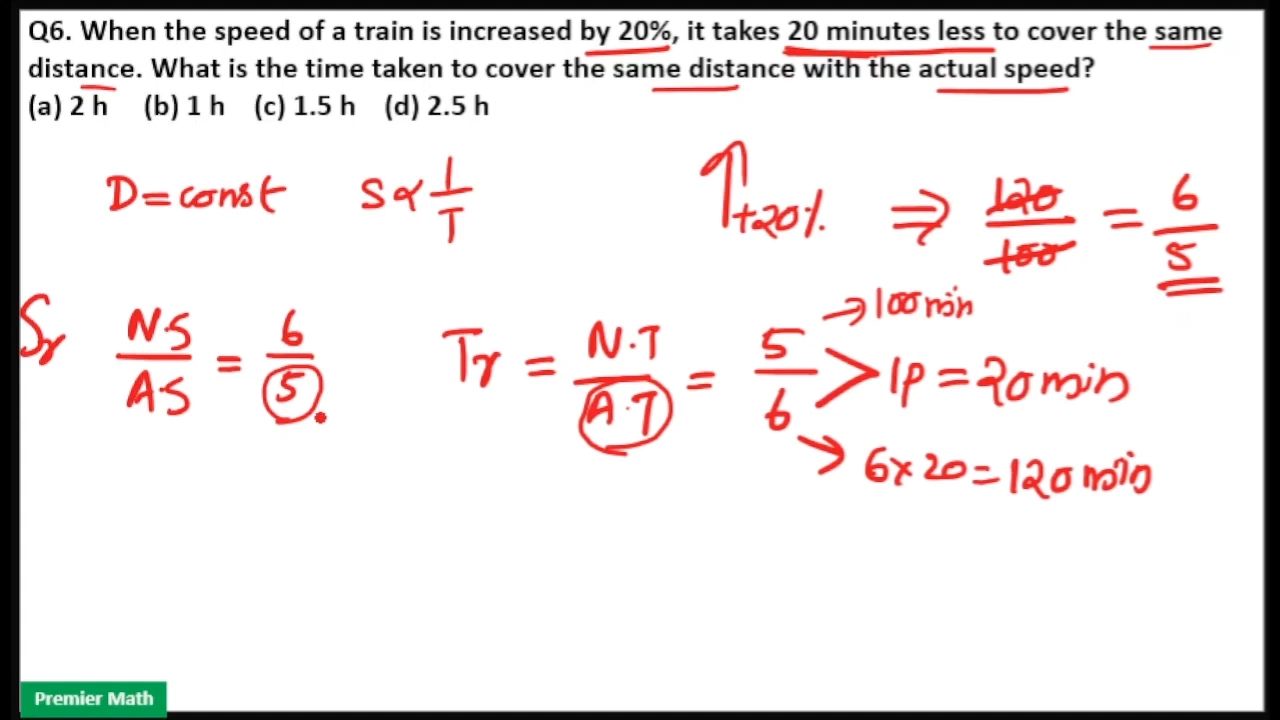 Q6. When the speed of a train is increased by 20%, it takes 20 minutes less to cover the same
distance. What is the time taken to cover the same distance with the actual speed?
(a) 2 h (b) 1 h (c) 1.5 h (d) 2.5 h
D = const S ∝ 1/T +20% ⇒ 120/100 = 6/5
Sr N.S/A.S = 6/5 Tr = N.T/A.T = 5/6 → 100 min
1P = 20 min
6 x 20 = 120 min
Premier Math